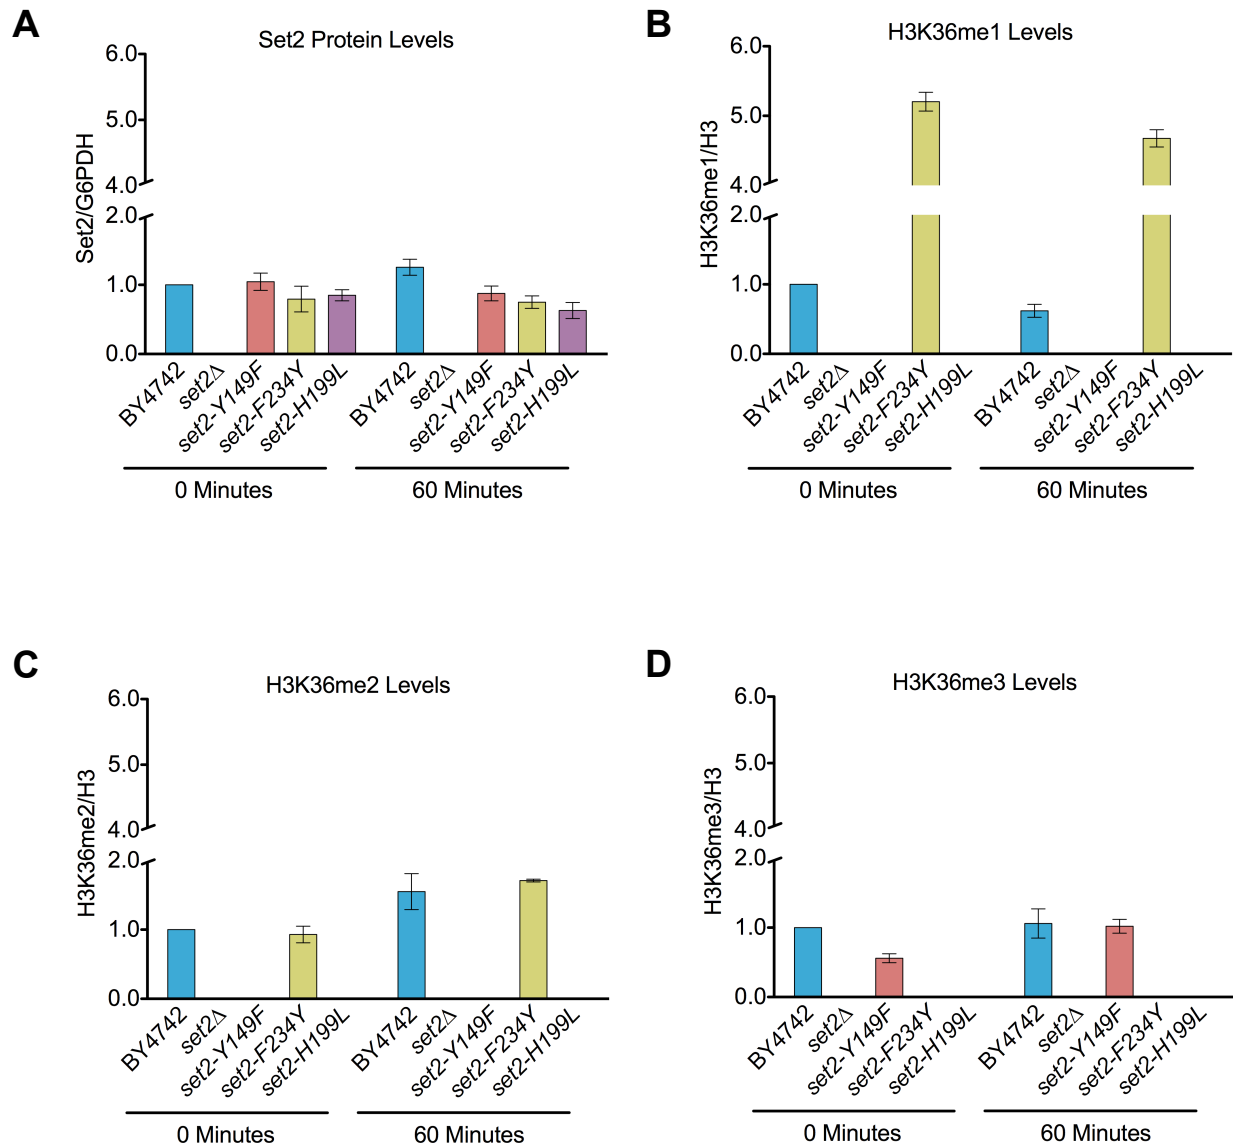 A
Set2 Protein Levels
Set2/G6PDH
6.0
5.0
4.0
2.0
1.0
0.0
BY4742
set2Δ
set2-Y149F
set2-F234Y
set2-H199L
BY4742
set2Δ
set2-Y149F
set2-F234Y
set2-H199L
0 Minutes
60 Minutes
B
H3K36me1 Levels
H3K36me1/H3
6.0
5.0
4.0
2.0
1.0
0.0
BY4742
set2Δ
set2-Y149F
set2-F234Y
set2-H199L
BY4742
set2Δ
set2-Y149F
set2-F234Y
set2-H199L
0 Minutes
60 Minutes
C
H3K36me2 Levels
H3K36me2/H3
6.0
5.0
4.0
2.0
1.0
0.0
BY4742
set2Δ
set2-Y149F
set2-F234Y
set2-H199L
BY4742
set2Δ
set2-Y149F
set2-F234Y
set2-H199L
0 Minutes
60 Minutes
D
H3K36me3 Levels
H3K36me3/H3
6.0
5.0
4.0
2.0
1.0
0.0
BY4742
set2Δ
set2-Y149F
set2-F234Y
set2-H199L
BY4742
set2Δ
set2-Y149F
set2-F234Y
set2-H199L
0 Minutes
60 Minutes